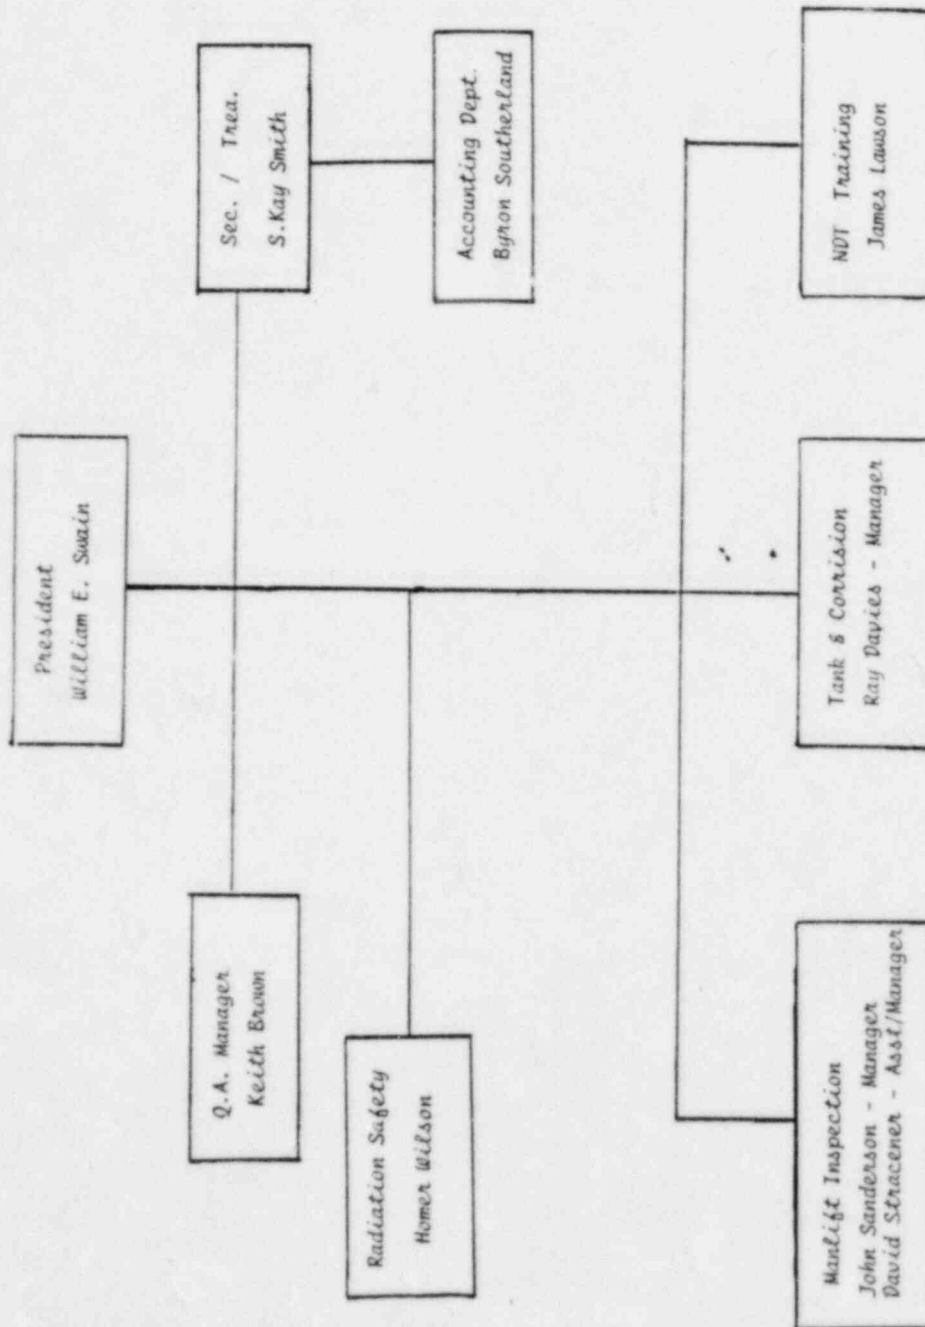 President
William E. Swain
Q.A. Manager
Keith Brown
Sec. / Trea.
S.Kay Smith
Radiation Safety
Homer Wilson
Accounting Dept.
Byron Southerland
Manlift Inspection
John Sanderson - Manager
David Stracener - Asst/Manager
Tank & Corrision
Ray Davies - Manager
NDT Training
James Lawson